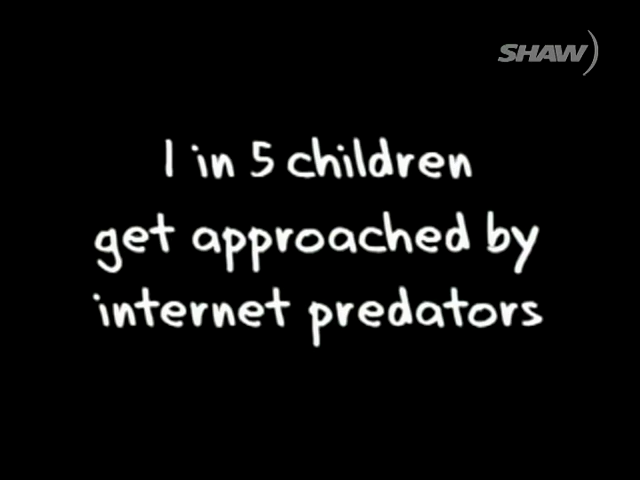 SHAW)
1 in 5 children
get approached by
internet predators